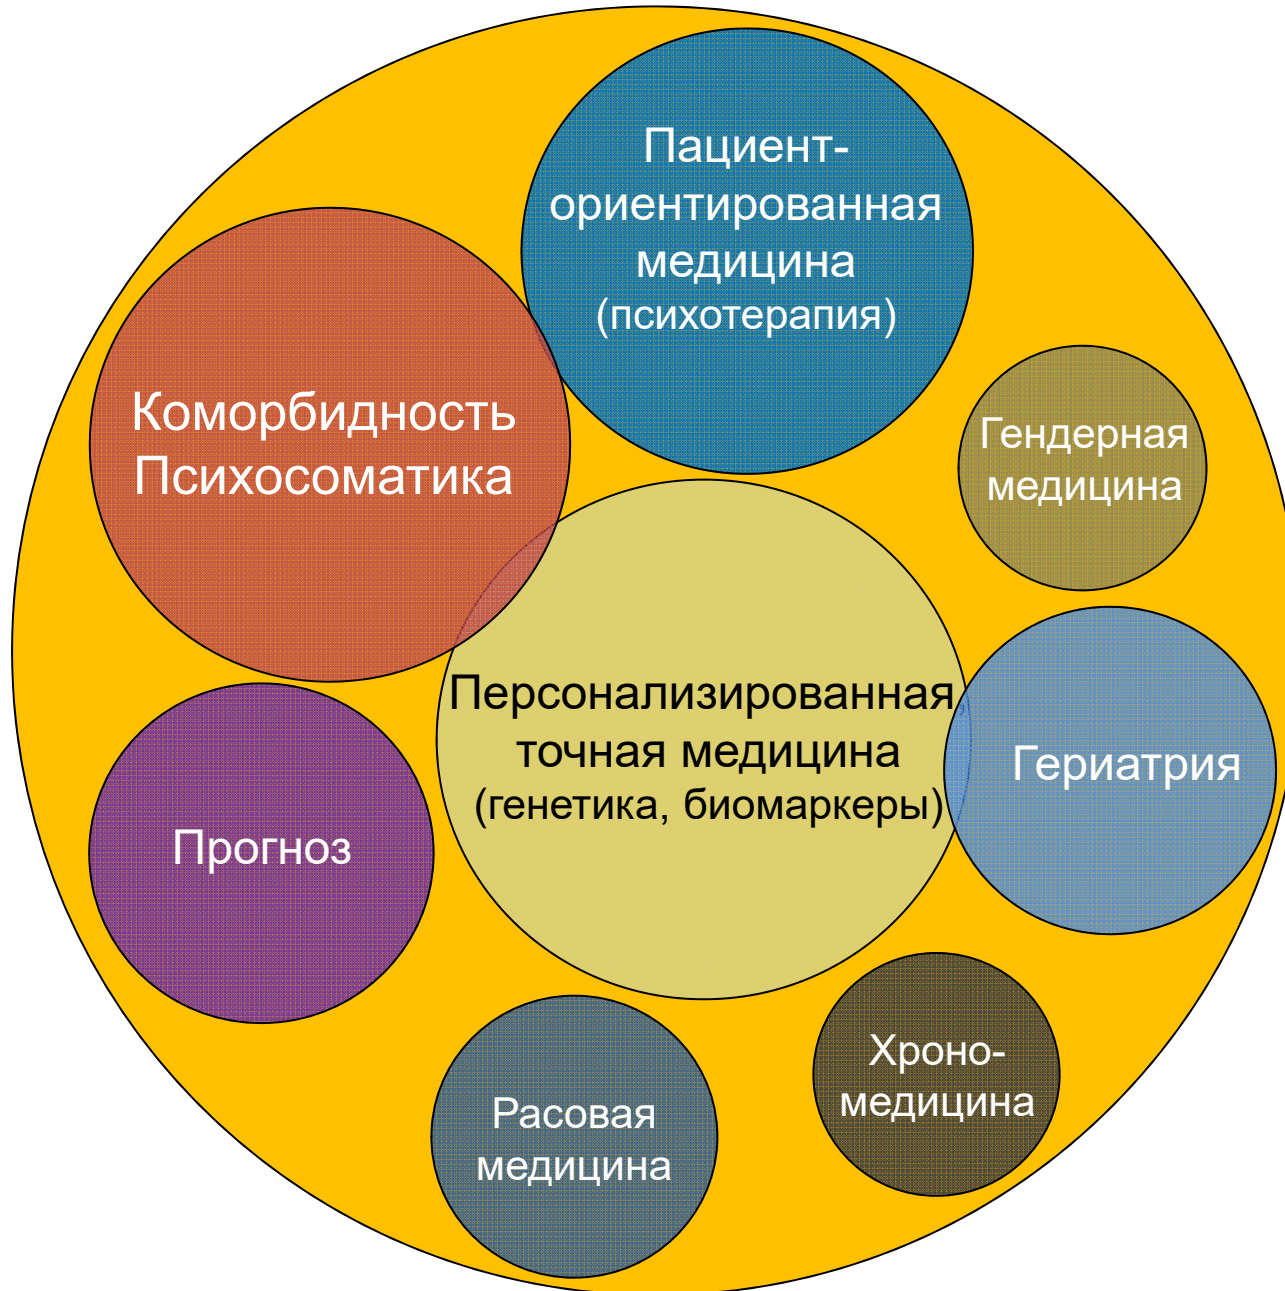 Пациент-
ориентированная
медицина
(психотерапия)
Коморбидность
Психосоматика
Гендерная
медицина
Персонализированная,
точная медицина
(генетика, биомаркеры)
Гериатрия
Прогноз
Хроно-
медицина
Расовая
медицина